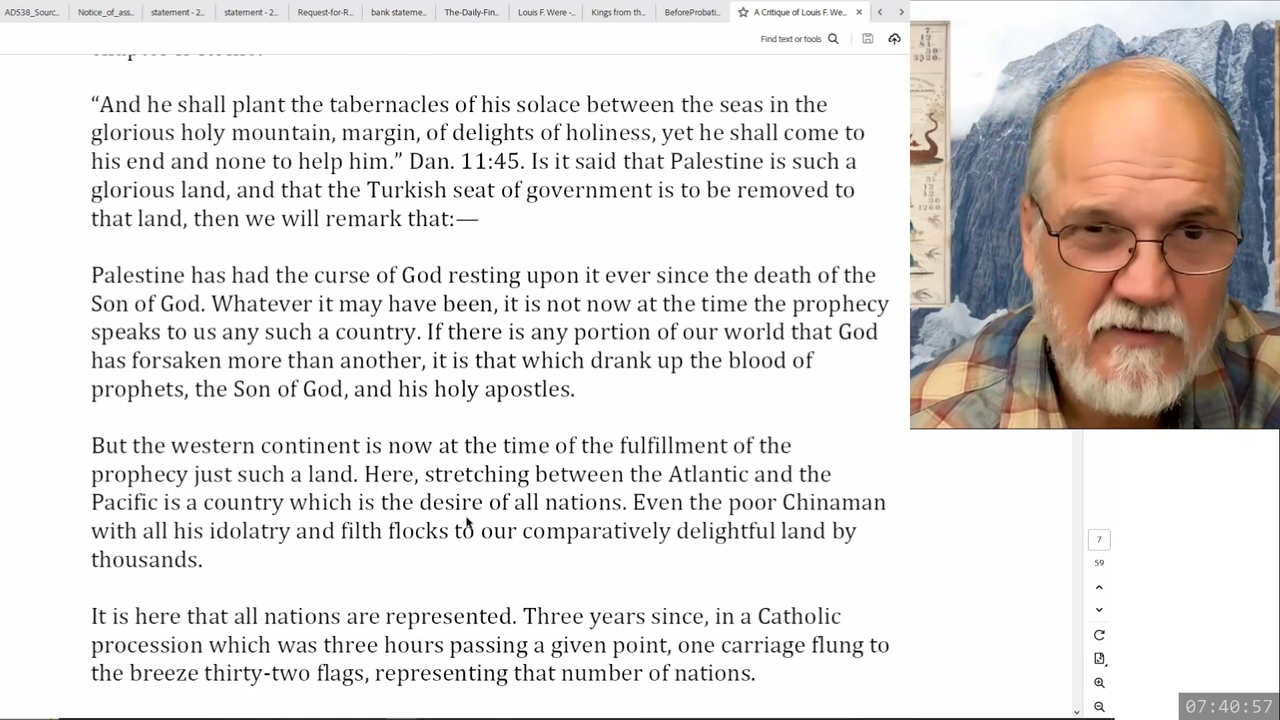 AD538_Sourc..
Notice_of_ass..
statement - 2...
statement - 2...
Request-for-R...
bank stateme...
The-Daily-Fin..
Louis F. Were -..
Kings from th...
BeforeProbati...
A Critique of Louis F. We...
Find text or tools
“And he shall plant the tabernacles of his solace between the seas in the
glorious holy mountain, margin, of delights of holiness, yet he shall come to
his end and none to help him.” Dan. 11:45. Is it said that Palestine is such a
glorious land, and that the Turkish seat of government is to be removed to
that land, then we will remark that:—
Palestine has had the curse of God resting upon it ever since the death of the
Son of God. Whatever it may have been, it is not now at the time the prophecy
speaks to us any such a country. If there is any portion of our world that God
has forsaken more than another, it is that which drank up the blood of
prophets, the Son of God, and his holy apostles.
But the western continent is now at the time of the fulfillment of the
prophecy just such a land. Here, stretching between the Atlantic and the
Pacific is a country which is the desire of all nations. Even the poor Chinaman
with all his idolatry and filth flocks to our comparatively delightful land by
thousands.
It is here that all nations are represented. Three years since, in a Catholic
procession which was three hours passing a given point, one carriage flung to
the breeze thirty-two flags, representing that number of nations.
7
59
07:40:57